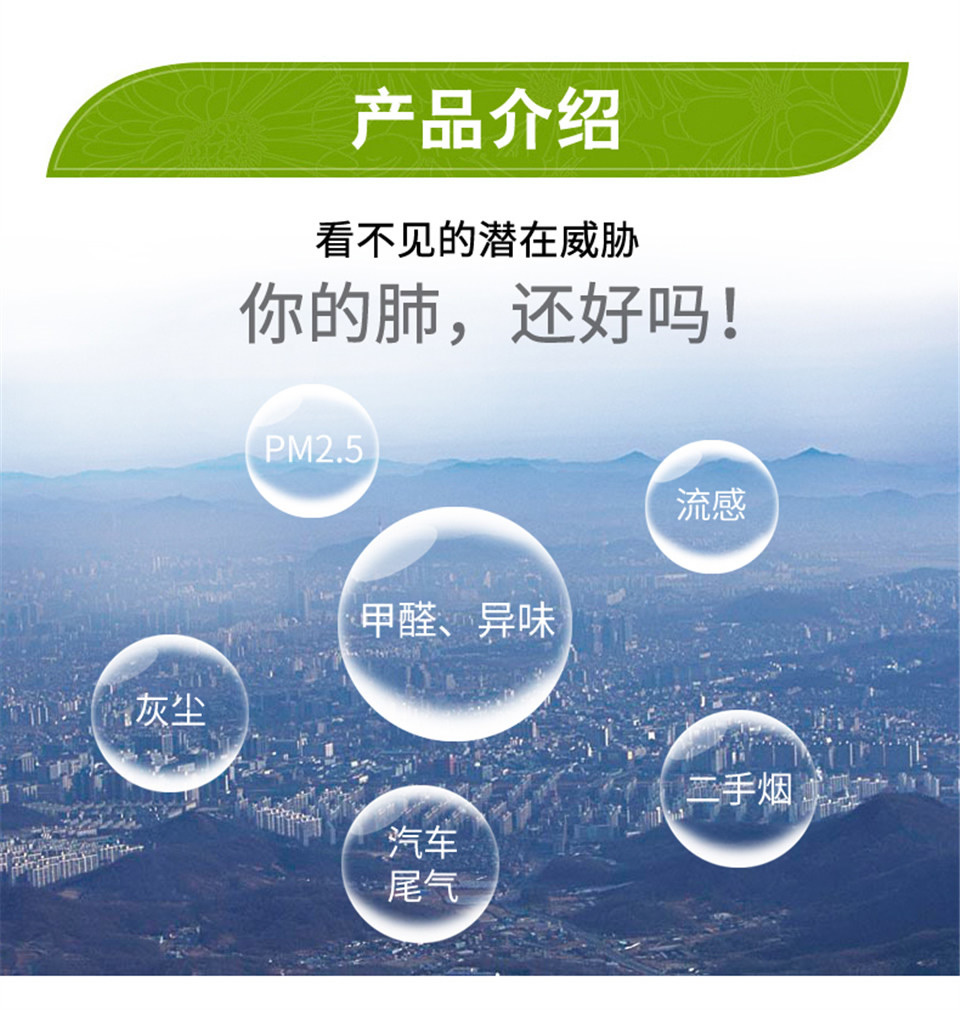 产品介绍
看不见的潜在威胁
你的肺，还好吗！
PM2.5
流感
甲醛、异味
灰尘
二手烟
汽车
尾气